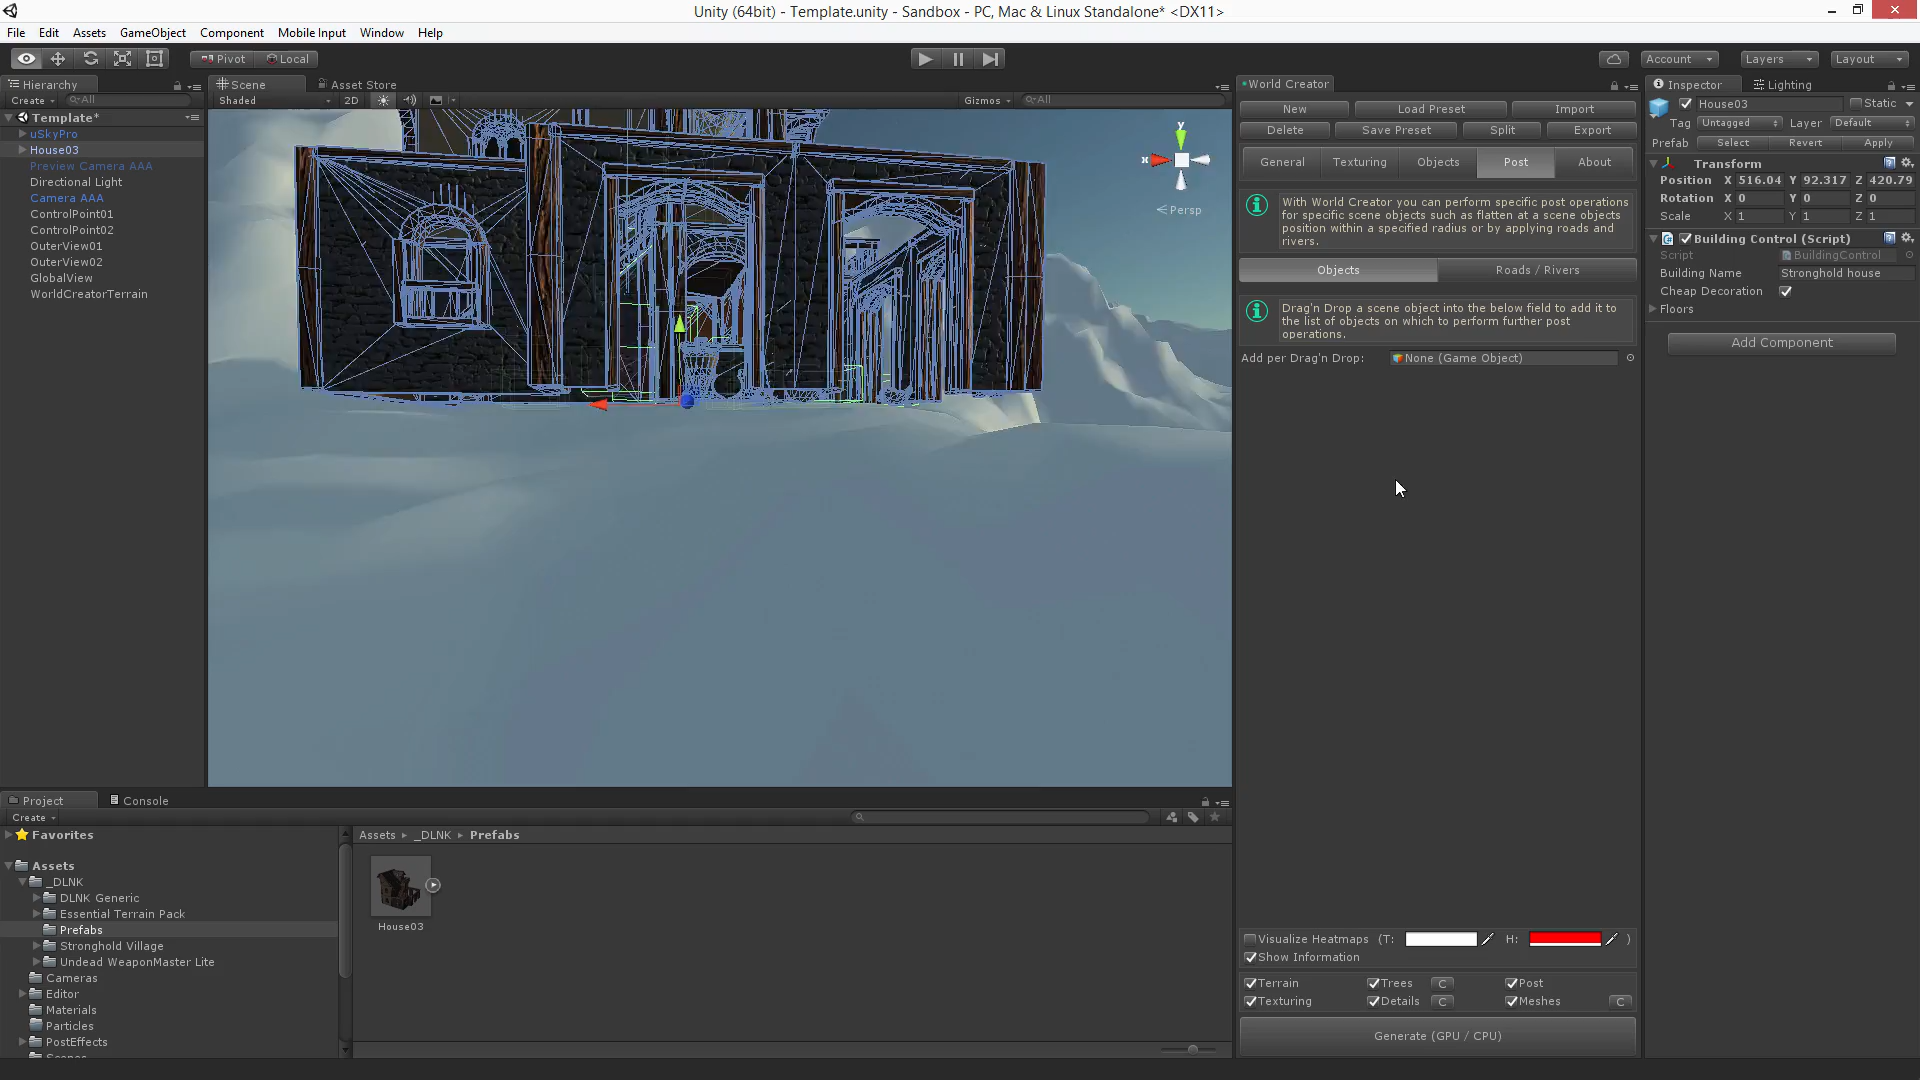 Unity (64bit) - Template.unity - Sandbox - PC, Mac & Linux Standalone* <DX11>
File Edit Assets GameObject Component Mobile Input Window Help
Pivot Local Account Layers Layout
Hierarchy
Create All
Template*
uSkyPro
House03
Preview Camera AAA
Directional Light
Camera AAA
ControlPoint01
ControlPoint02
OuterView01
OuterView02
GlobalView
WorldCreatorTerrain
Scene Asset Store
Shaded 2D Gizmos All
y
x
Persp
World Creator
New Load Preset Import
Delete Save Preset Split Export
General Texturing Objects Post About
With World Creator you can perform specific post operations
for specific scene objects such as flatten at a scene objects
position within a specified radius or by applying roads and
rivers.
Objects Roads / Rivers
Drag'n Drop a scene object into the below field to add it to
the list of objects on which to perform further post
operations.
Add per Drag'n Drop: None (Game Object)
Visualize Heatmaps (T: H: )
Show Information
Terrain Trees C Post
Texturing Details C Meshes C
Generate (GPU / CPU)
Inspector Lighting
House03 Static
Tag Untagged Layer Default
Prefab Select Revert Apply
Transform
Position X 516.04 Y 92.317 Z 420.79
Rotation X 0 Y 0 Z 0
Scale X 1 Y 1 Z 1
Building Control (Script)
Script BuildingControl
Building Name Stronghold house
Cheap Decoration
Floors
Add Component
Project Console
Create
Favorites
Assets
_DLNK
DLNK Generic
Essential Terrain Pack
Prefabs
Stronghold Village
Undead WeaponMaster Lite
Cameras
Editor
Materials
Particles
PostEffects
Scenes
Assets _DLNK Prefabs
House03